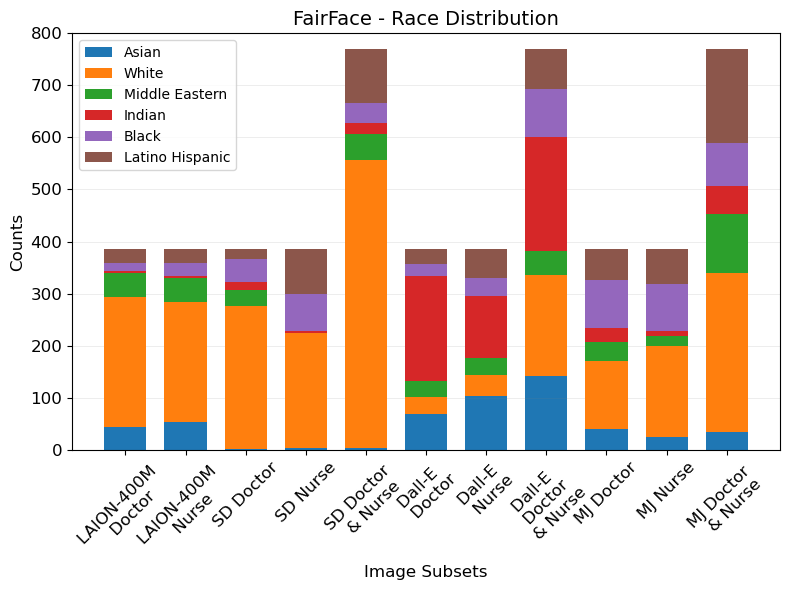 FairFace - Race Distribution
800
700
600
500
400
300
200
100
0
Counts
Asian
White
Middle Eastern
Indian
Black
Latino Hispanic
LAION-400M
Doctor
LAION-400M
Nurse
SD Doctor
SD Nurse
SD Doctor
& Nurse
Dall-E
Doctor
Dall-E
Nurse
Dall-E
Doctor
& Nurse
MJ Doctor
MJ Nurse
MJ Doctor
& Nurse
Image Subsets